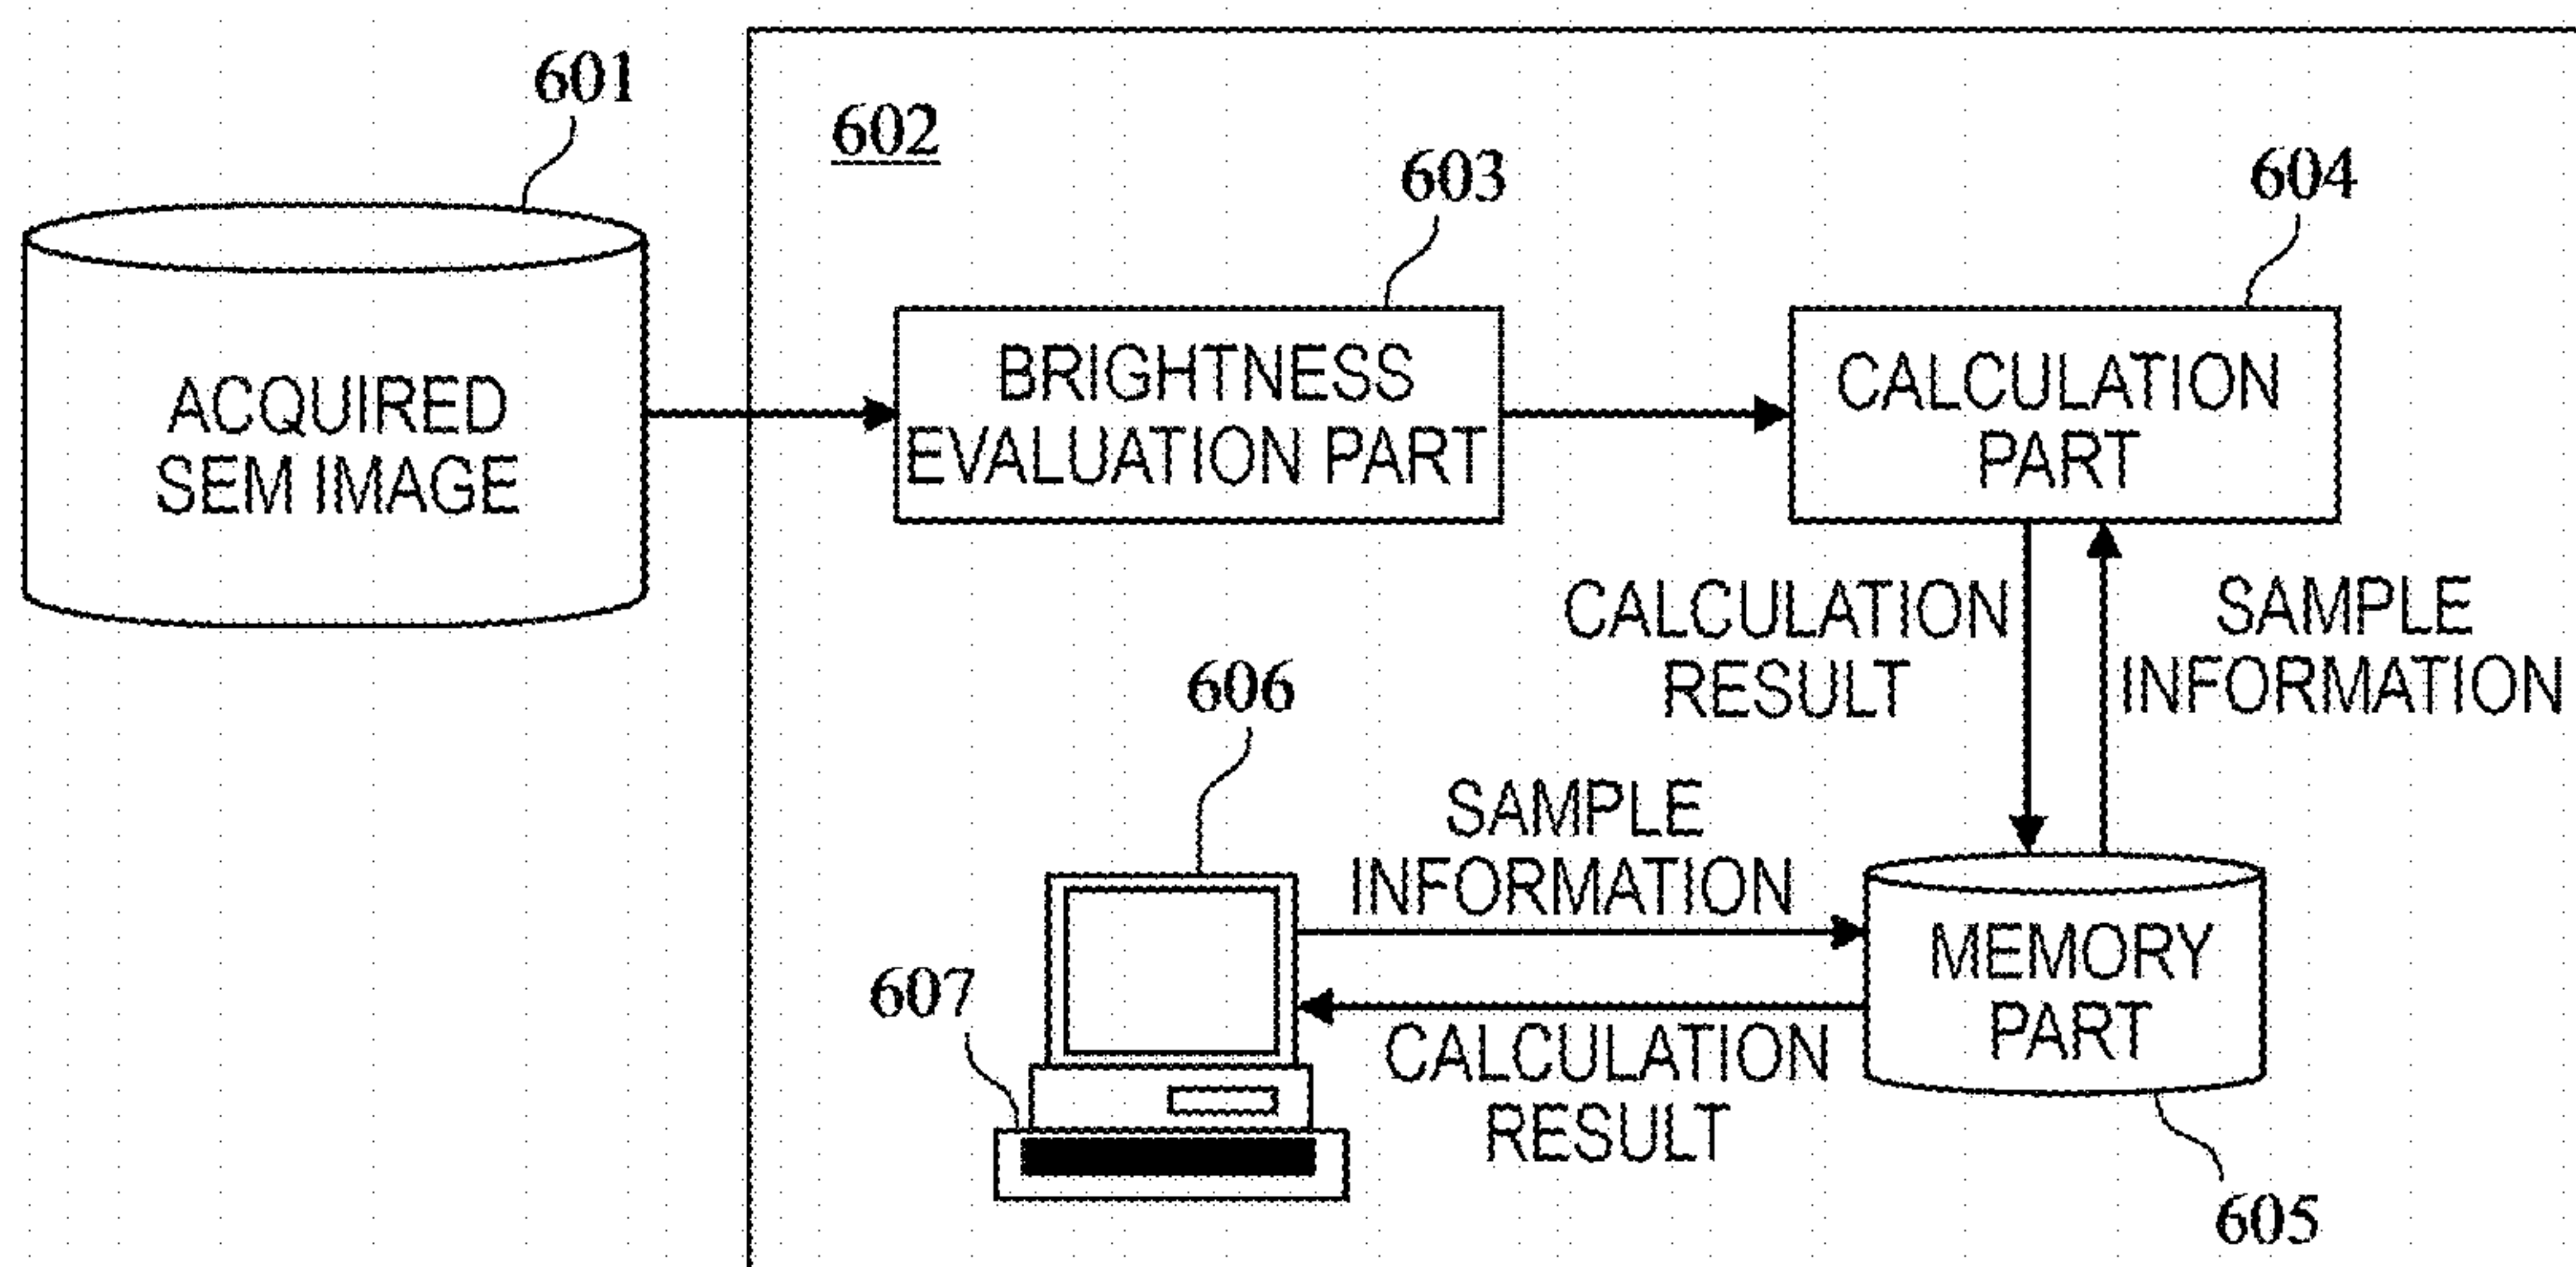 601
602
603
604
ACQUIRED
SEM IMAGE
BRIGHTNESS
EVALUATION PART
CALCULATION
PART
CALCULATION
RESULT
SAMPLE
INFORMATION
606
SAMPLE
INFORMATION
607
MEMORY
PART
CALCULATION
RESULT
605